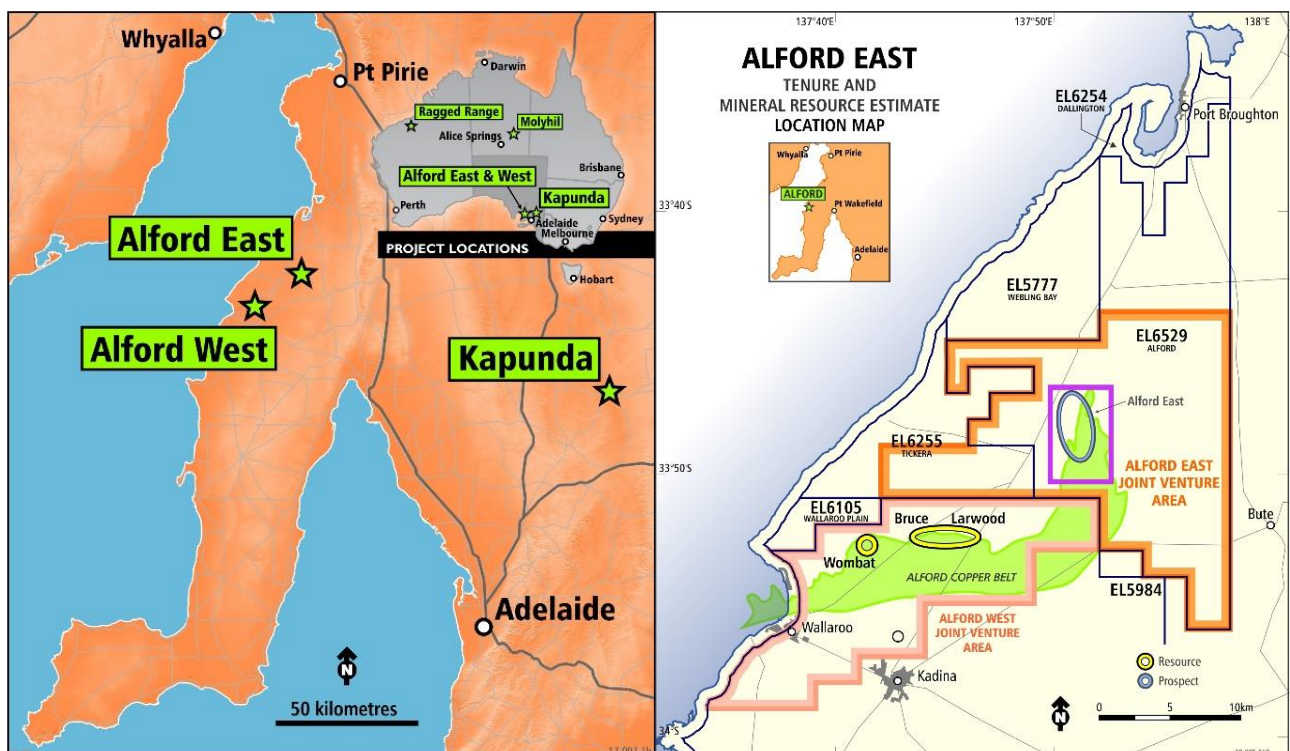 Whyalla
Pt Pirie
Darwin
Ragged Range
Molyhil
Alice Springs
Brisbane
Alford East & West
Kapunda
Perth
Adelaide
Sydney
Melbourne
PROJECT LOCATIONS
Hobart
Alford East
Alford West
Kapunda
Adelaide
N
50 kilometres
137°40'E
137°50'E
138°E
ALFORD EAST
TENURE AND
MINERAL RESOURCE ESTIMATE
LOCATION MAP
Whyalla
Pt Pirie
ALFORD
Pt Wakefield
Adelaide
EL6254
DALLINGTON
Port Broughton
33°40'S
EL5777
WEBLING BAY
EL6529
ALFORD
Alford East
EL6255
TICKERA
33°50'S
ALFORD EAST
JOINT VENTURE
AREA
EL6105
WALLAROO PLAIN
Bruce
Larwood
Bute
Wombat
ALFORD COPPER BELT
EL5984
ALFORD WEST
JOINT VENTURE
AREA
Wallaroo
Kadina
Resource
Prospect
N
0
5
10km
34°S